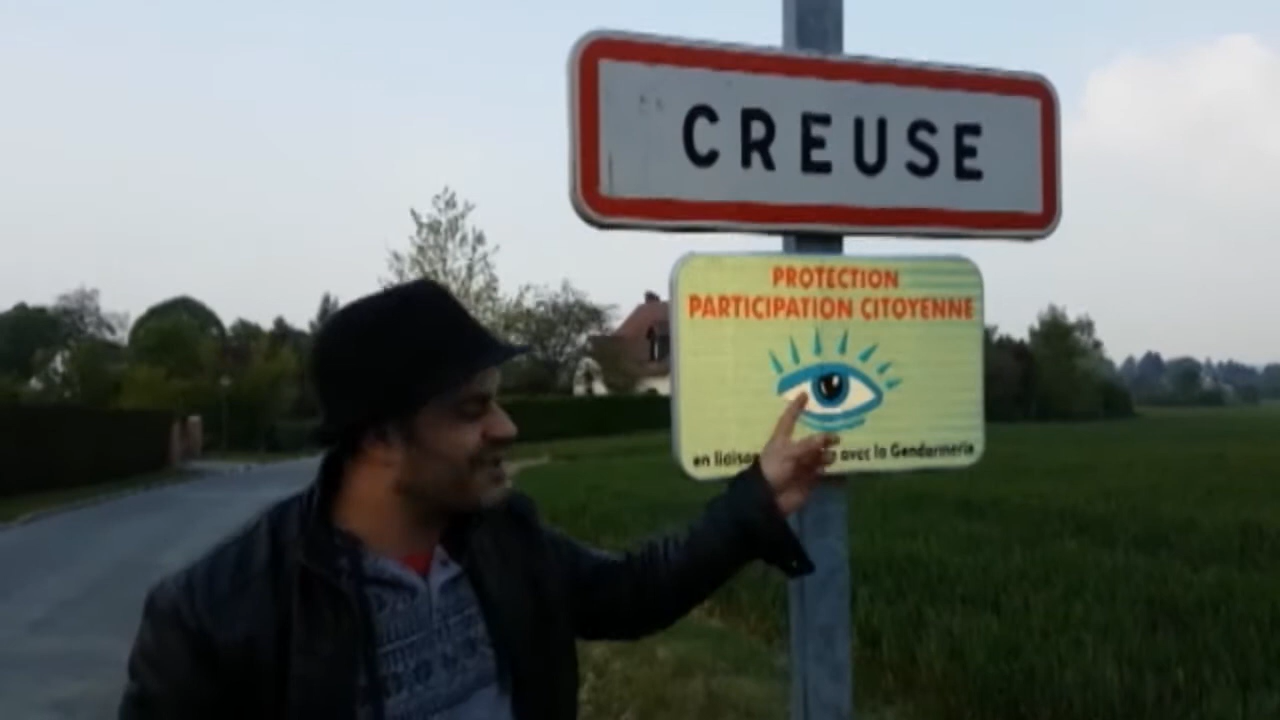 CREUSE
PROTECTION
PARTICIPATION CITOYENNE
en liaison avec la Gendarmerie